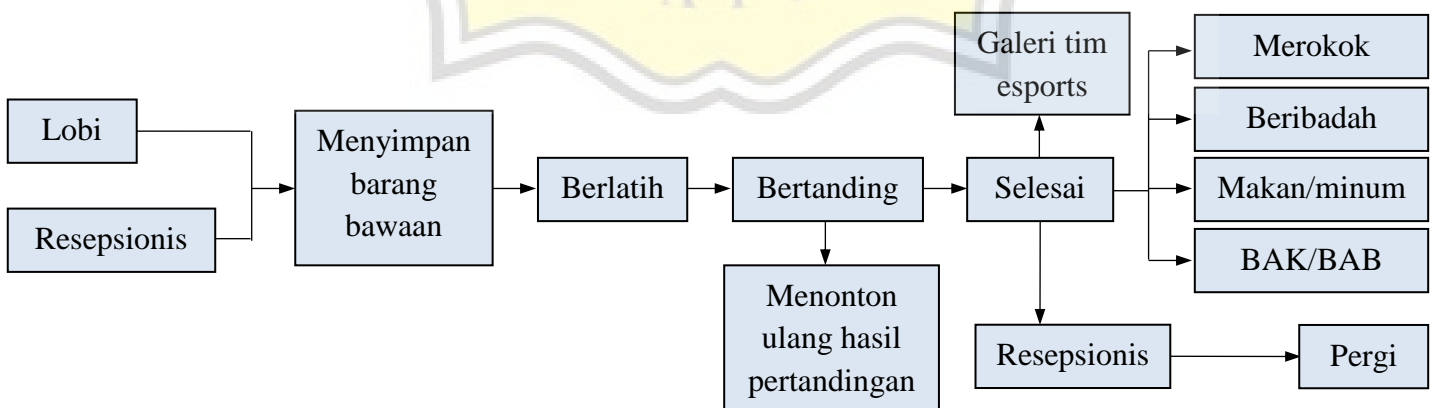 Lobi
Resepsionis
Menyimpan
barang
bawaan
Berlatih
Bertanding
Menonton
ulang hasil
pertandingan
Selesai
Galeri tim
esports
Merokok
Beribadah
Makan/minum
BAK/BAB
Resepsionis
Pergi